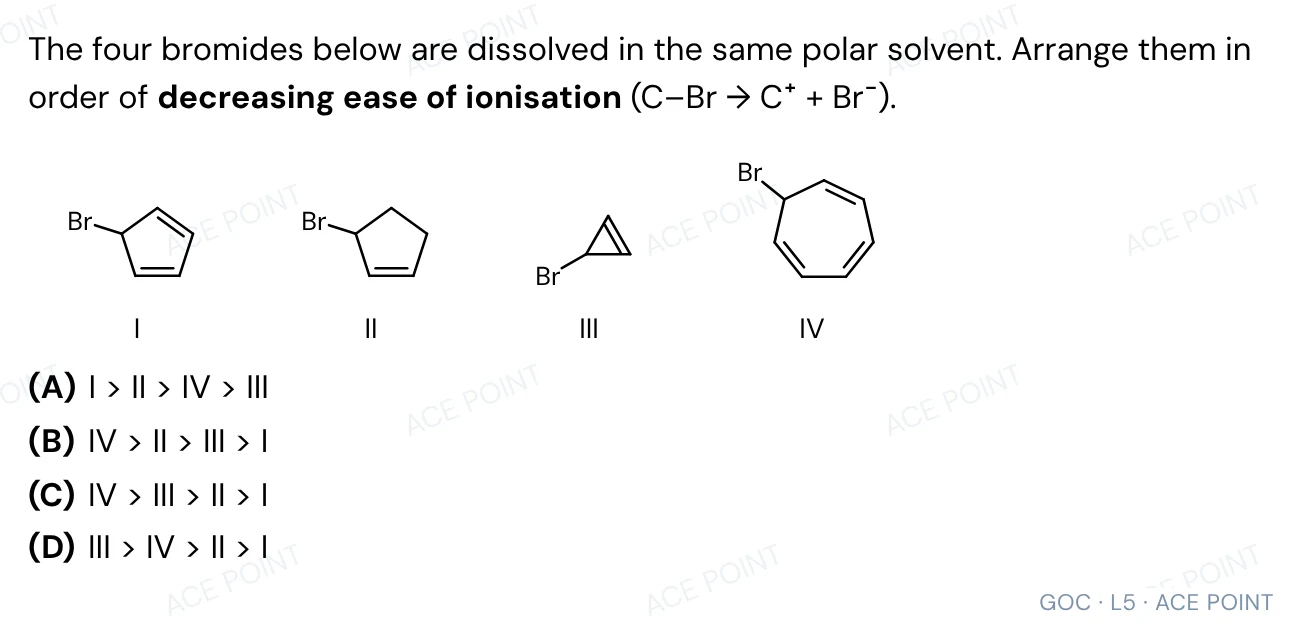 The four bromides below are dissolved in the same polar solvent. Arrange them in
order of decreasing ease of ionisation (C–Br → C⁺ + Br⁻).
Br
Br
Br
Br
I
II
III
IV
(A) I > II > IV > III
(B) IV > II > III > I
(C) IV > III > II > I
(D) III > IV > II > I
GOC · L5 · ACE POINT
ACE POINT